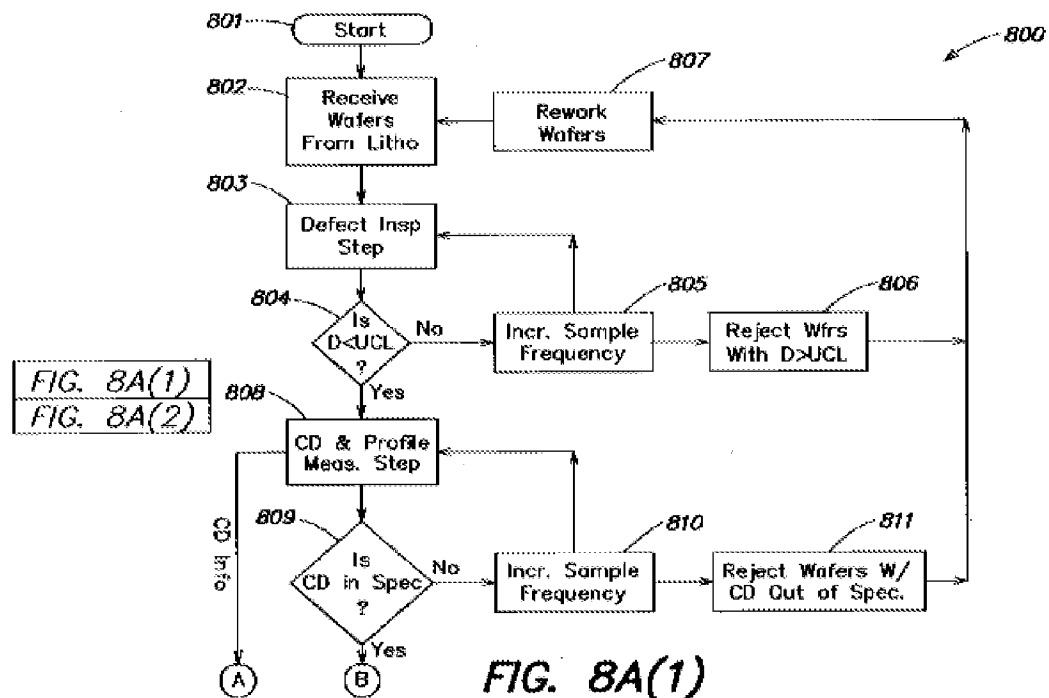 801
Start
800
802
Receive
Wafers
From Litho
807
Rework
Wafers
803
Defect Insp
Step
804
Is
D<UCL
?
No
Yes
805
Incr. Sample
Frequency
806
Reject Wfrs
With D>UCL
FIG. 8A(1)
FIG. 8A(2)
808
CD & Profile
Meas. Step
CD Info
809
Is
CD in Spec
?
No
Yes
810
Incr. Sample
Frequency
811
Reject Wafers W/
CD Out of Spec.
A
B
FIG. 8A(1)